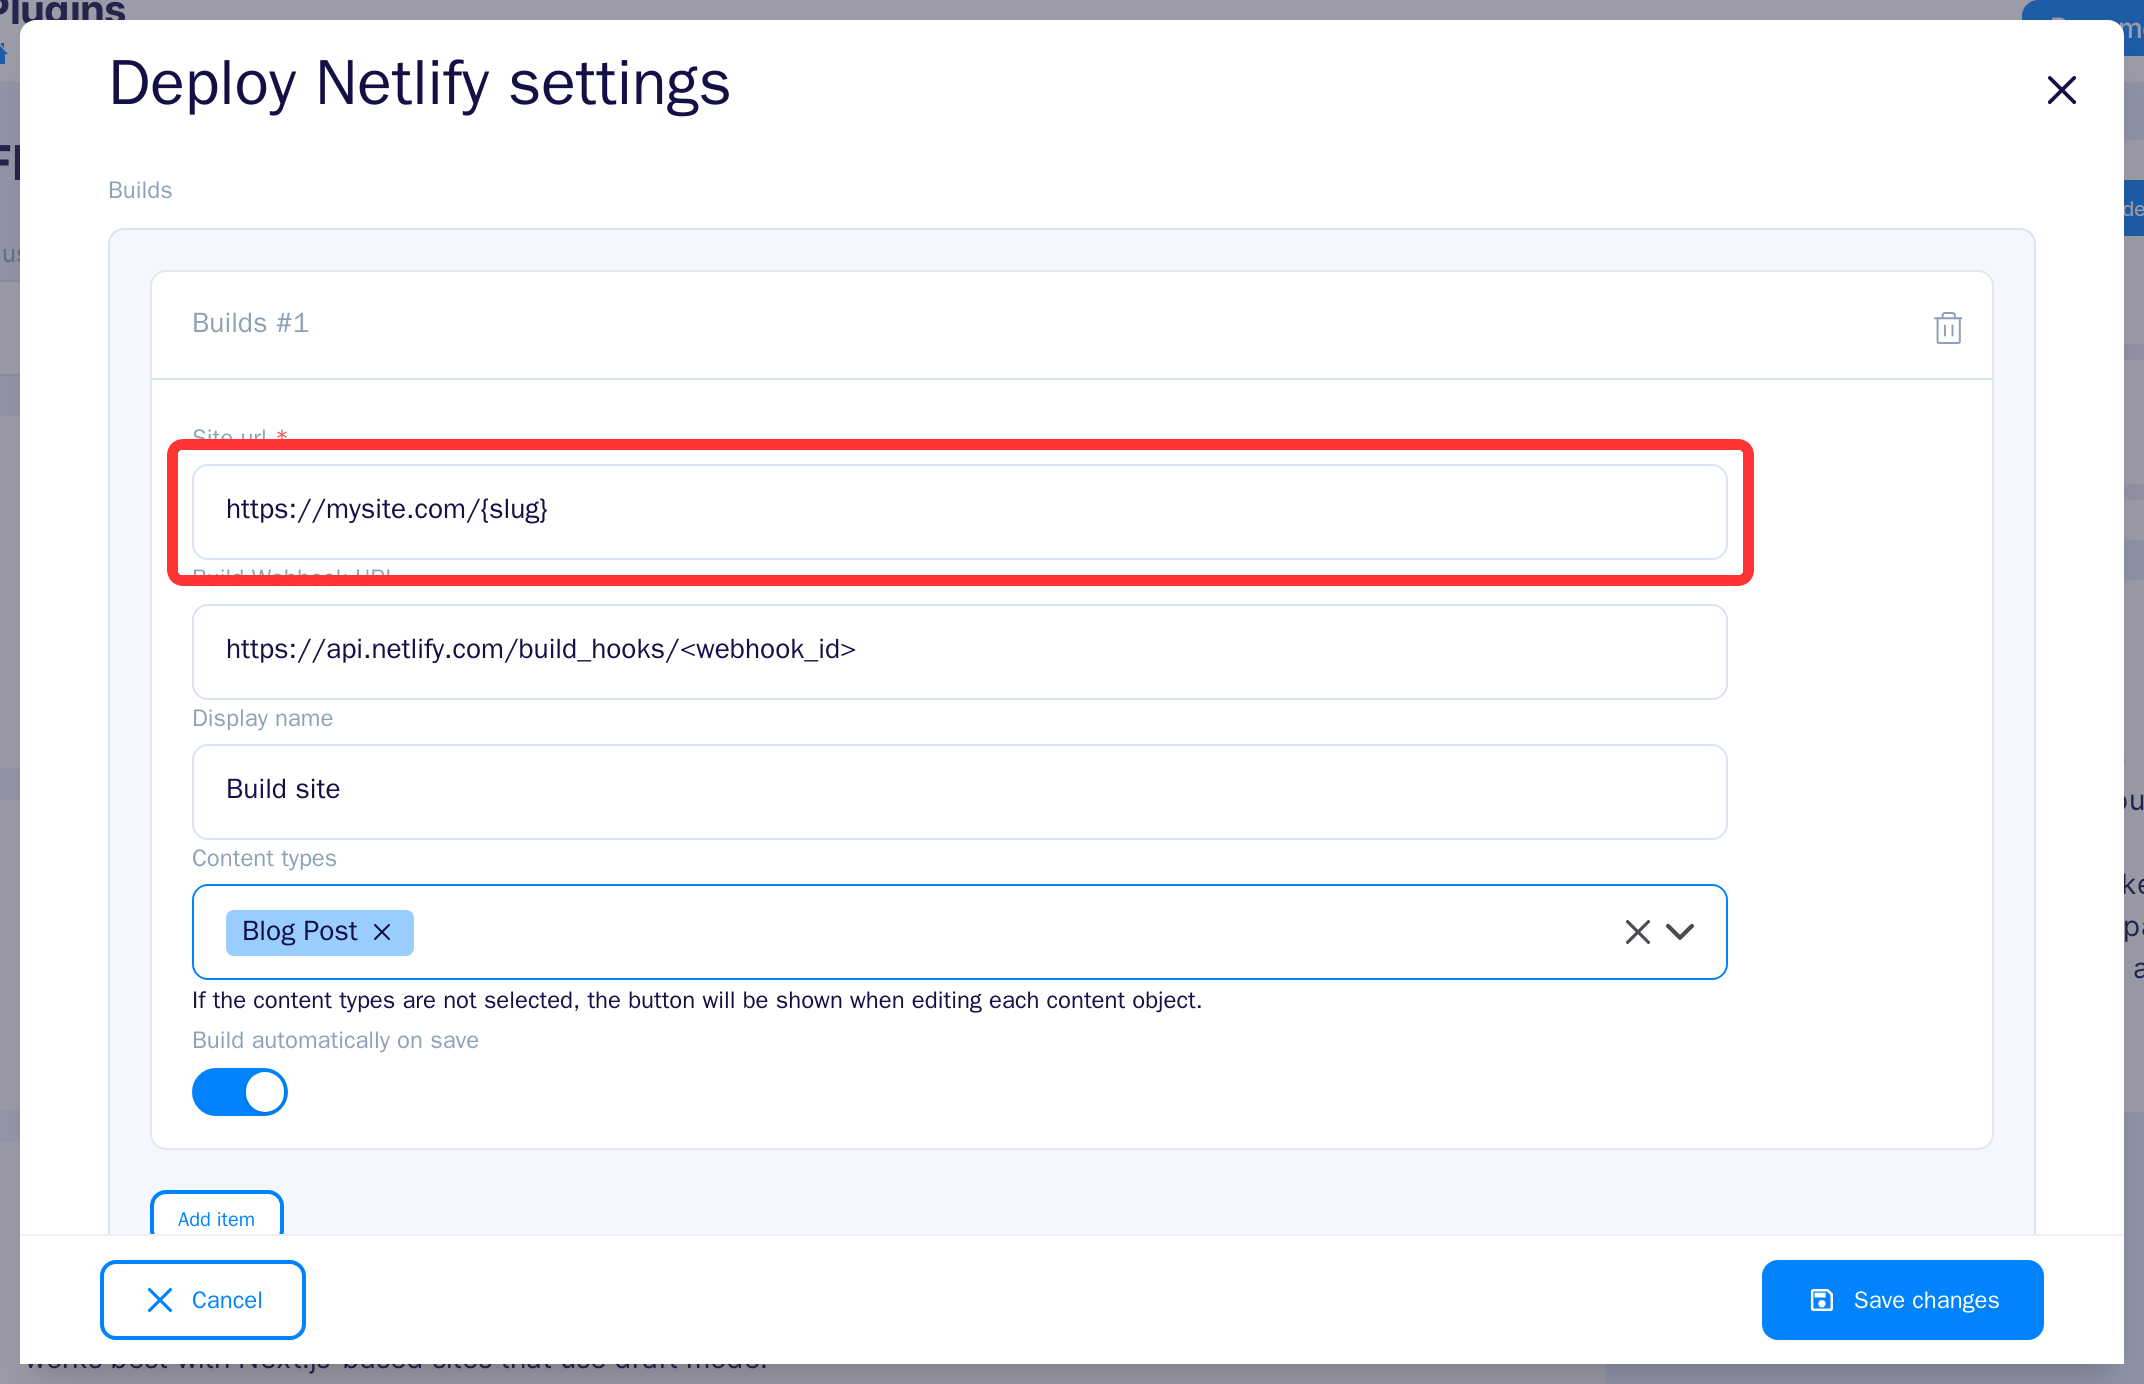 Plugins
Deploy Netlify settings
Builds
Builds #1
Site url *
https://mysite.com/{slug}
Build Webhook URL
https://api.netlify.com/build_hooks/<webhook_id>
Display name
Build site
Content types
Blog Post
If the content types are not selected, the button will be shown when editing each content object.
Build automatically on save
Add item
Cancel
Save changes
works best with Next.js-based sites that use draft mode.